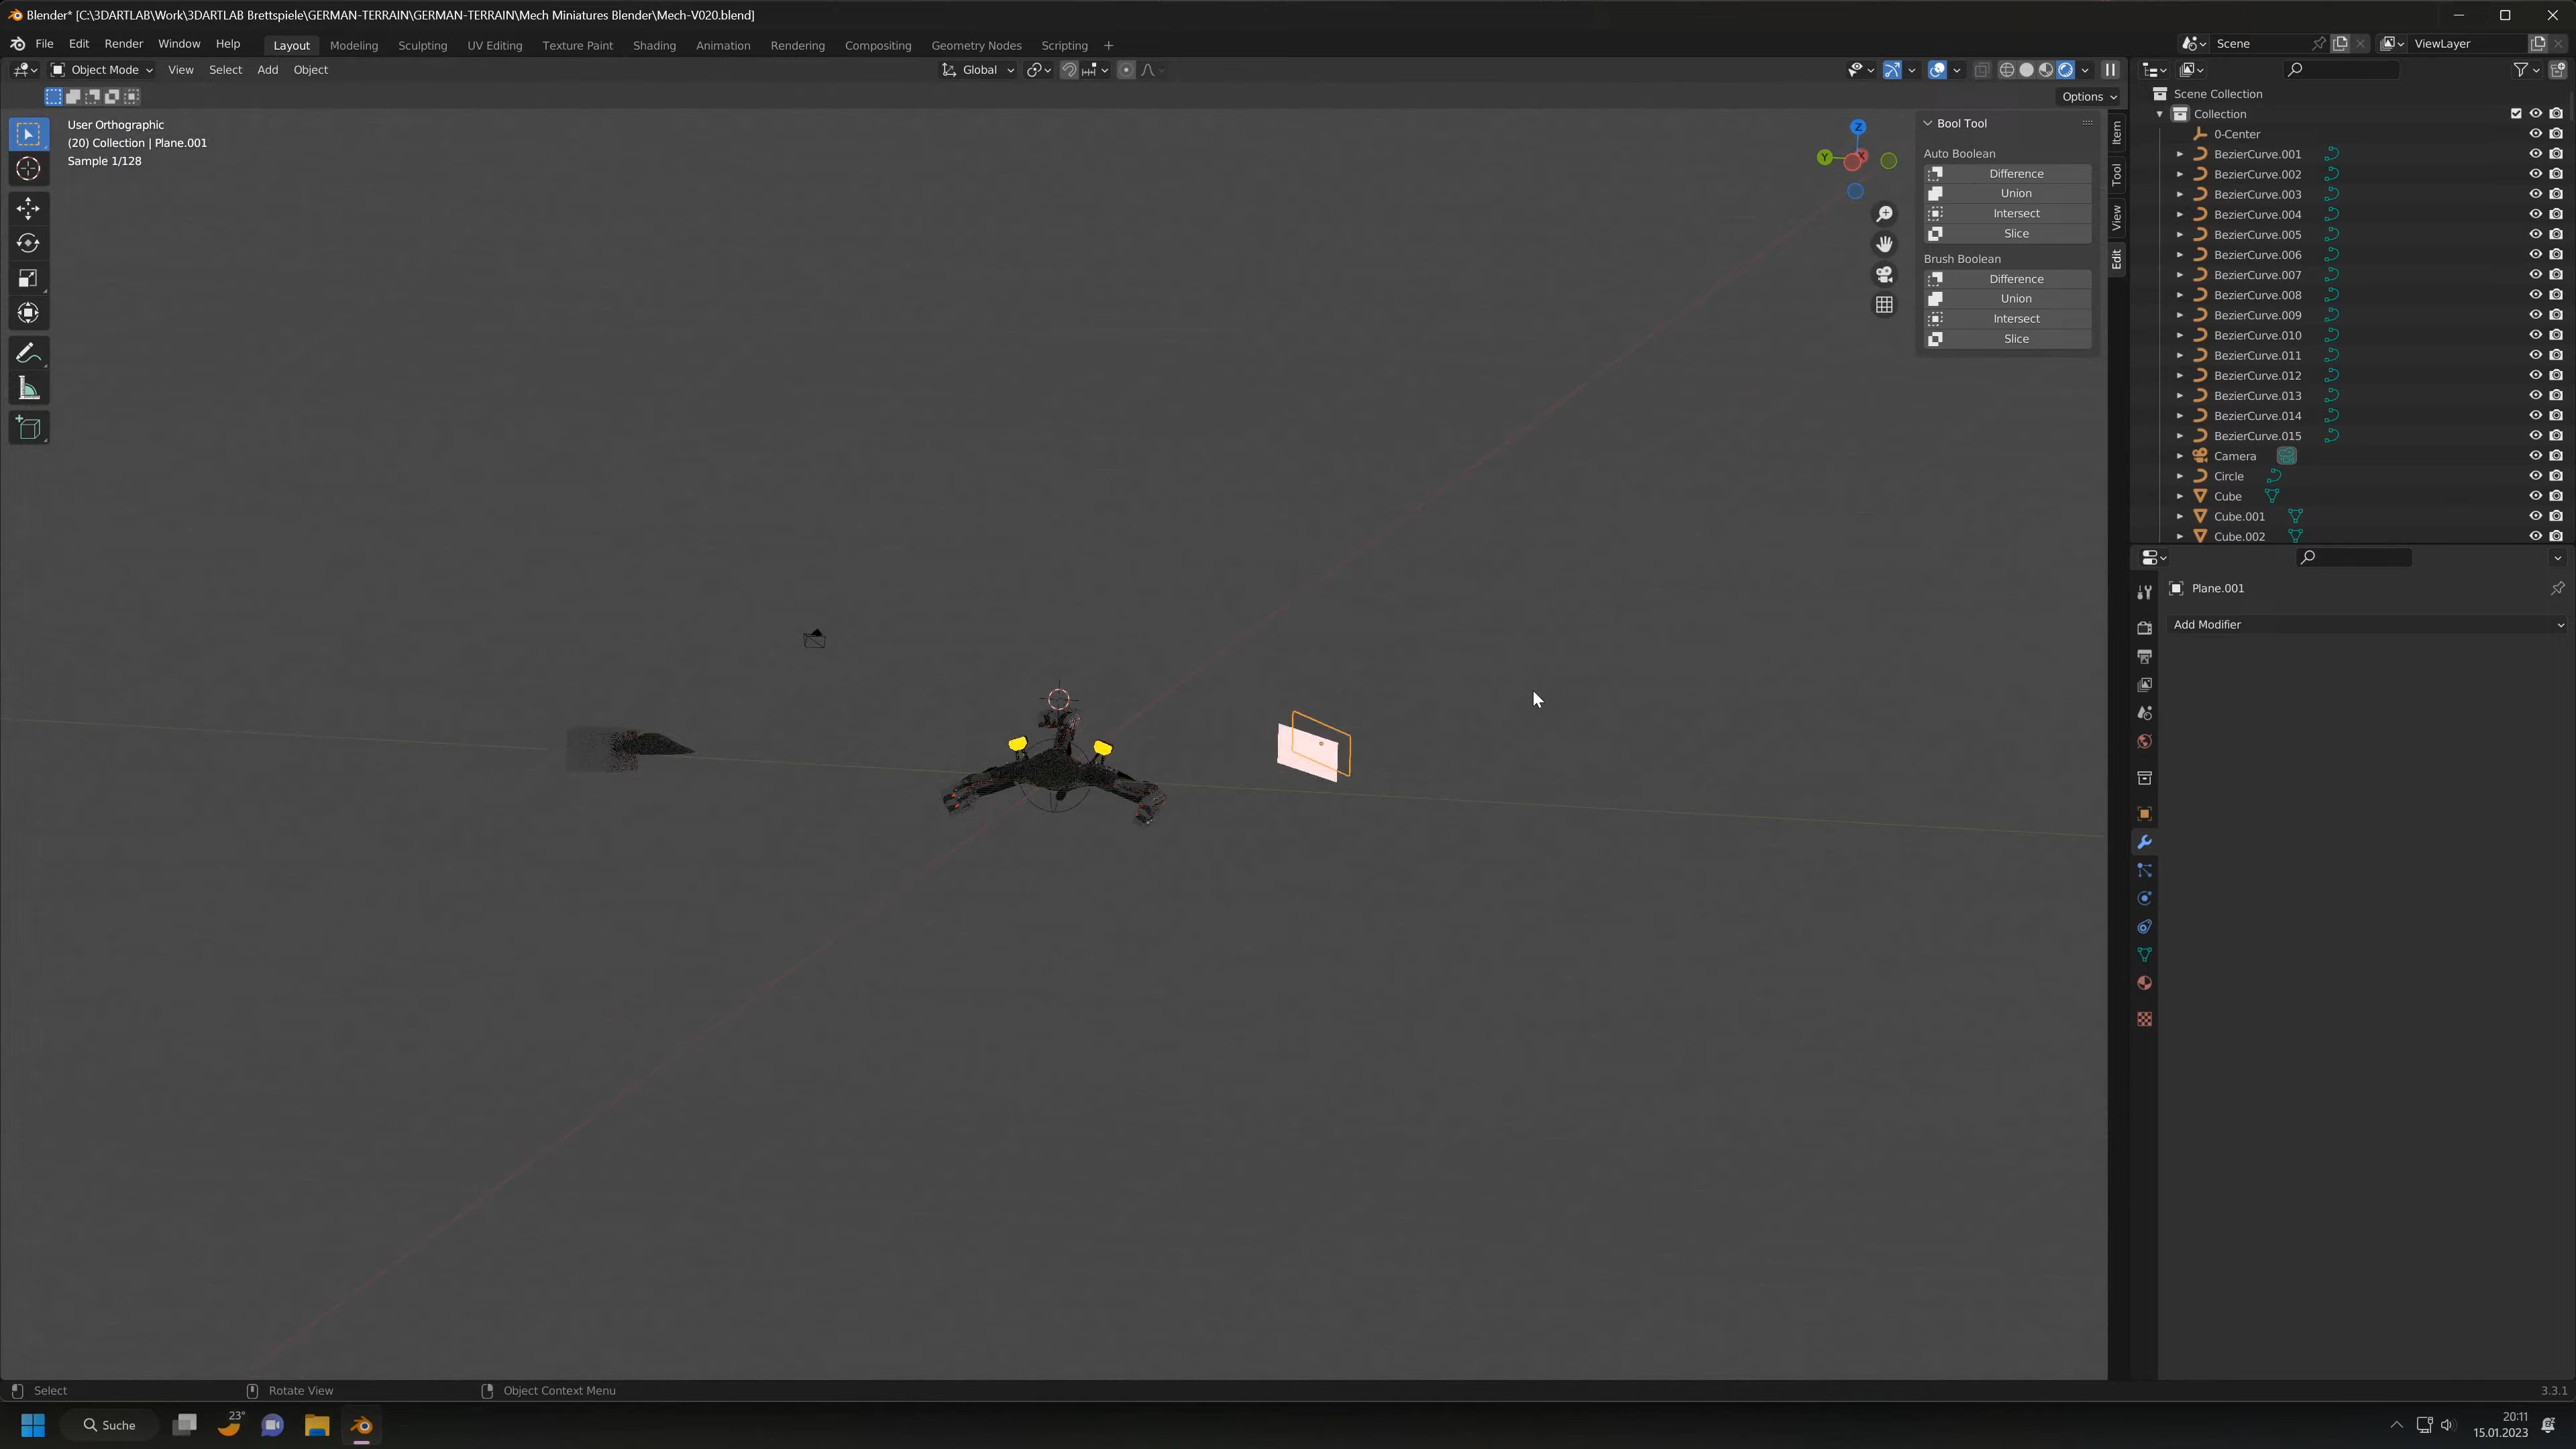 Blender* [C:\3DARTLAB\Work\3DARTLAB Brettspiele\GERMAN-TERRAIN\GERMAN-TERRAIN\Mech Miniatures Blender\Mech-V020.blend]
File Edit Render Window Help Layout Modeling Sculpting UV Editing Texture Paint Shading Animation Rendering Compositing Geometry Nodes Scripting + Scene ViewLayer
Object Mode View Select Add Object Global
Options
User Orthographic
(20) Collection | Plane.001
Sample 1/128
Z
Y
X
Bool Tool
Auto Boolean
Difference
Union
Intersect
Slice
Brush Boolean
Difference
Union
Intersect
Slice
Item
Tool
View
Edit
Scene Collection
Collection
0-Center
BezierCurve.001
BezierCurve.002
BezierCurve.003
BezierCurve.004
BezierCurve.005
BezierCurve.006
BezierCurve.007
BezierCurve.008
BezierCurve.009
BezierCurve.010
BezierCurve.011
BezierCurve.012
BezierCurve.013
BezierCurve.014
BezierCurve.015
Camera
Circle
Cube
Cube.001
Cube.002
Plane.001
Add Modifier
Select Rotate View Object Context Menu 3.3.1
Suche 23° 20:11
15.01.2023